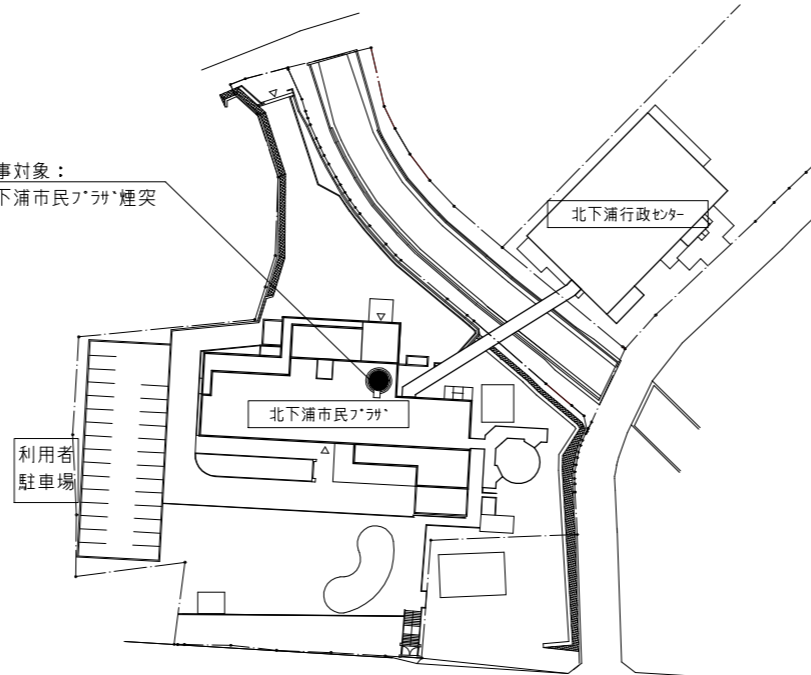 事対象：
下浦市民ﾌﾟﾗｻﾞ煙突
北下浦行政ｾﾝﾀｰ
北下浦市民ﾌﾟﾗｻﾞ
利用者
駐車場